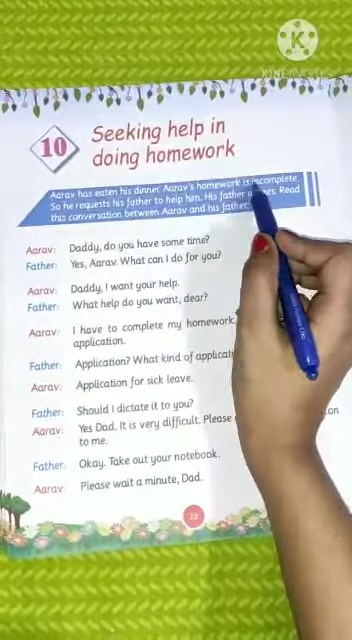 K
KINEMASTER
10
Seeking help in
doing homework
Aarav has eaten his dinner. Aarav's homework is incomplete.
So he requests his father to help him. His father Read
this conversation between Aarav and his father.
Aarav: Daddy, do you have some time?
Father: Yes, Aarav. What can I do for you?
Aarav: Daddy, I want your help.
Father: What help do you want, dear?
Aarav: I have to complete my homework.
application.
Father: Application? What kind of
Aarav: Application for sick leave.
Father: Should I dictate it to you?
Aarav: Yes Dad. It is very difficult. Please
to me.
Father: Okay. Take out your notebook.
Aarav: Please wait a minute, Dad.
22